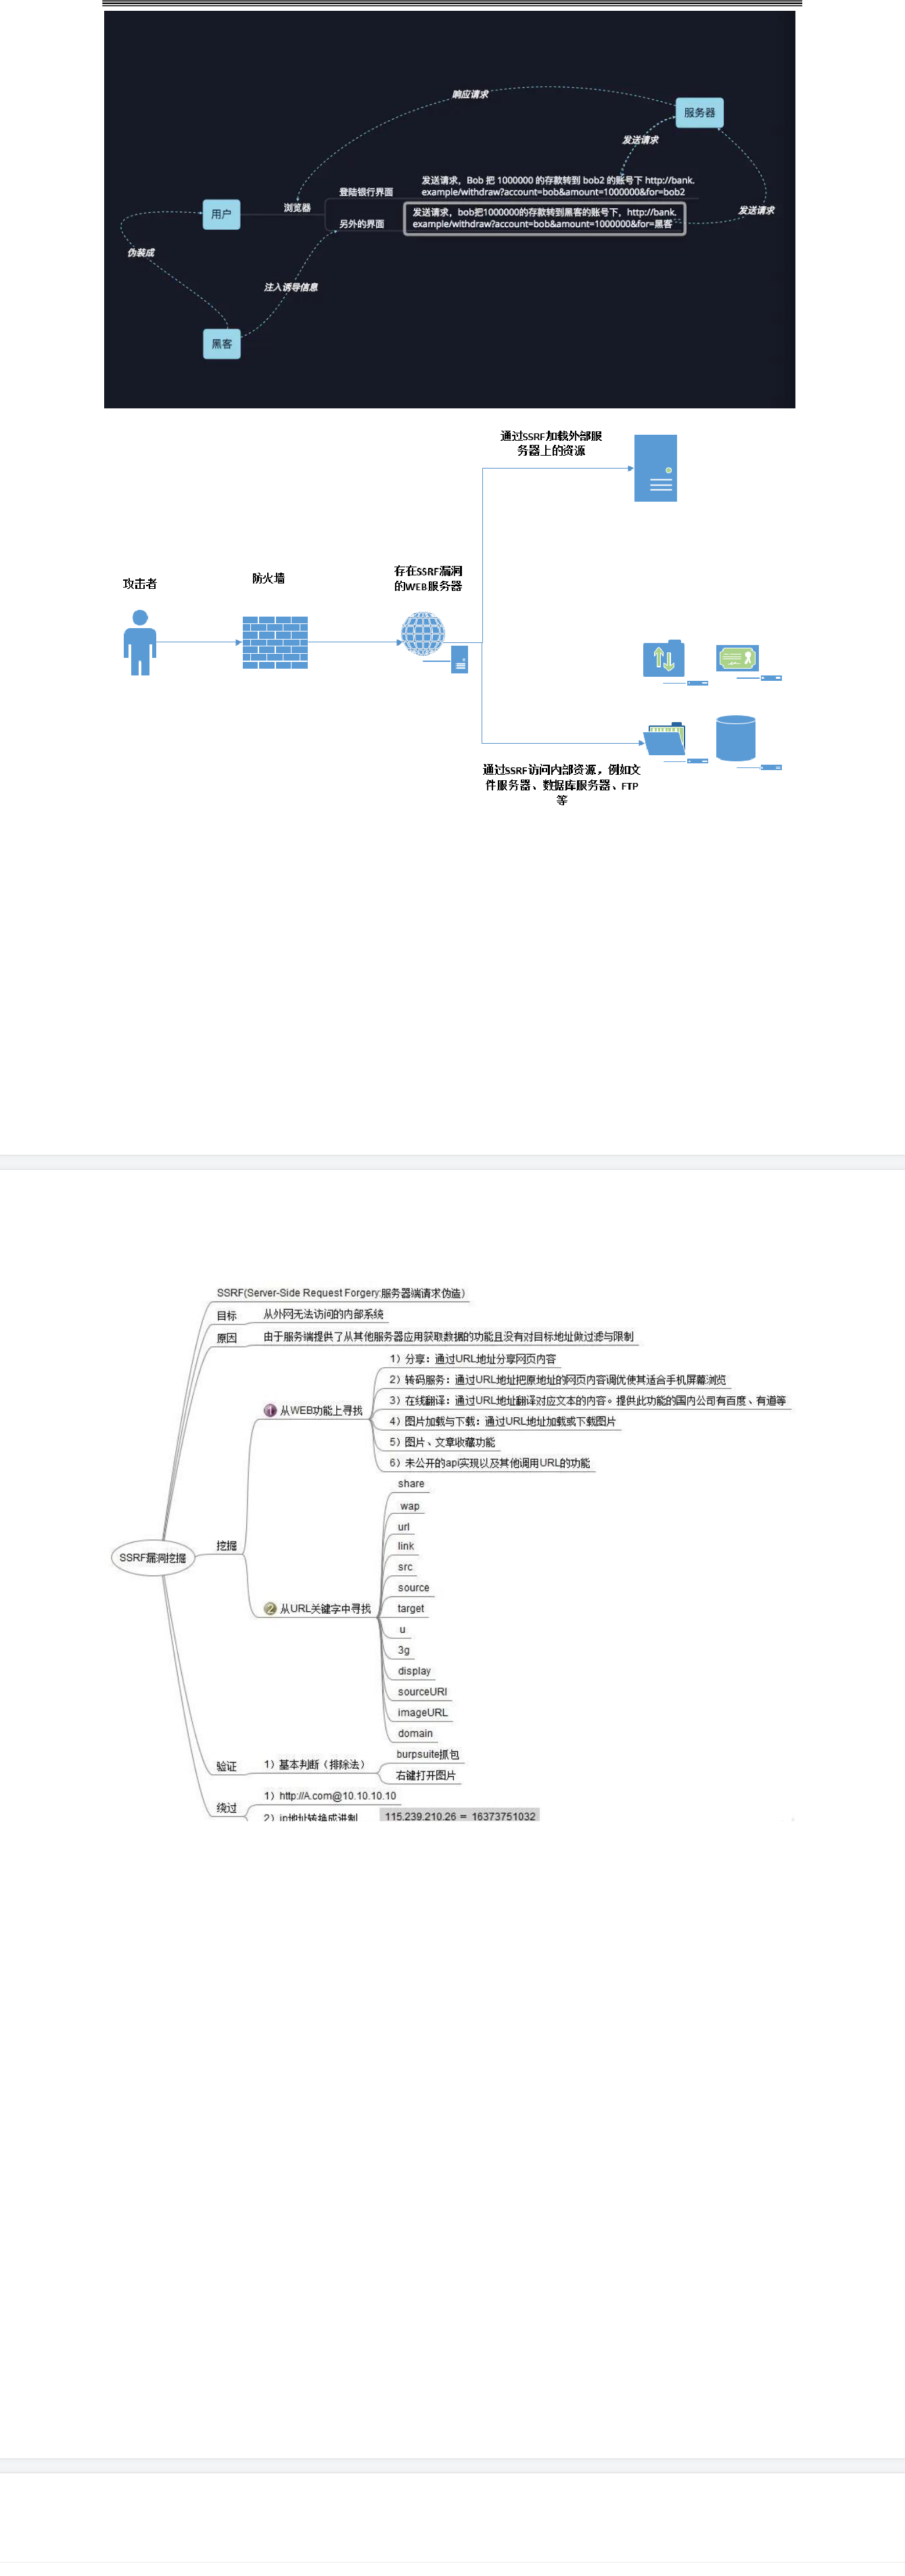 响应请求
服务器
发送请求
发送请求，Bob 把 1000000 的存款转到 bob2 的账号下 http://bank.
example/withdraw?account=bob&amount=1000000&for=bob2
登陆银行界面
用户
浏览器
发送请求，bob把1000000的存款转到黑客的账号下，http://bank.
example/withdraw?account=bob&amount=1000000&for=黑客
发送请求
另外的界面
伪装成
注入诱导信息
黑客
通过SSRF加载外部服
务器上的资源
攻击者
防火墙
存在SSRF漏洞
的WEB服务器
通过SSRF访问内部资源，例如文
件服务器、数据库服务器、FTP
等
SSRF(Server-Side Request Forgery:服务器端请求伪造)
目标
从外网无法访问的内部系统
原因
由于服务端提供了从其他服务器应用获取数据的功能且没有对目标地址做过滤与限制
1）分享：通过URL地址分享网页内容
2）转码服务：通过URL地址把原地址的网页内容调优使其适合手机屏幕浏览
3）在线翻译：通过URL地址翻译对应文本的内容。提供此功能的国内公司有百度、有道等
1 从WEB功能上寻找
4）图片加载与下载：通过URL地址加载或下载图片
5）图片、文章收藏功能
6）未公开的api实现以及其他调用URL的功能
share
wap
url
link
挖掘
SSRF漏洞挖掘
src
source
2 从URL关键字中寻找
target
u
3g
display
sourceURl
imageURL
domain
验证
1）基本判断（排除法）
burpsuite抓包
右键打开图片
绕过
1）http://A.com@10.10.10.10
2）ip地址转换成进制
115.239.210.26 = 16373751032